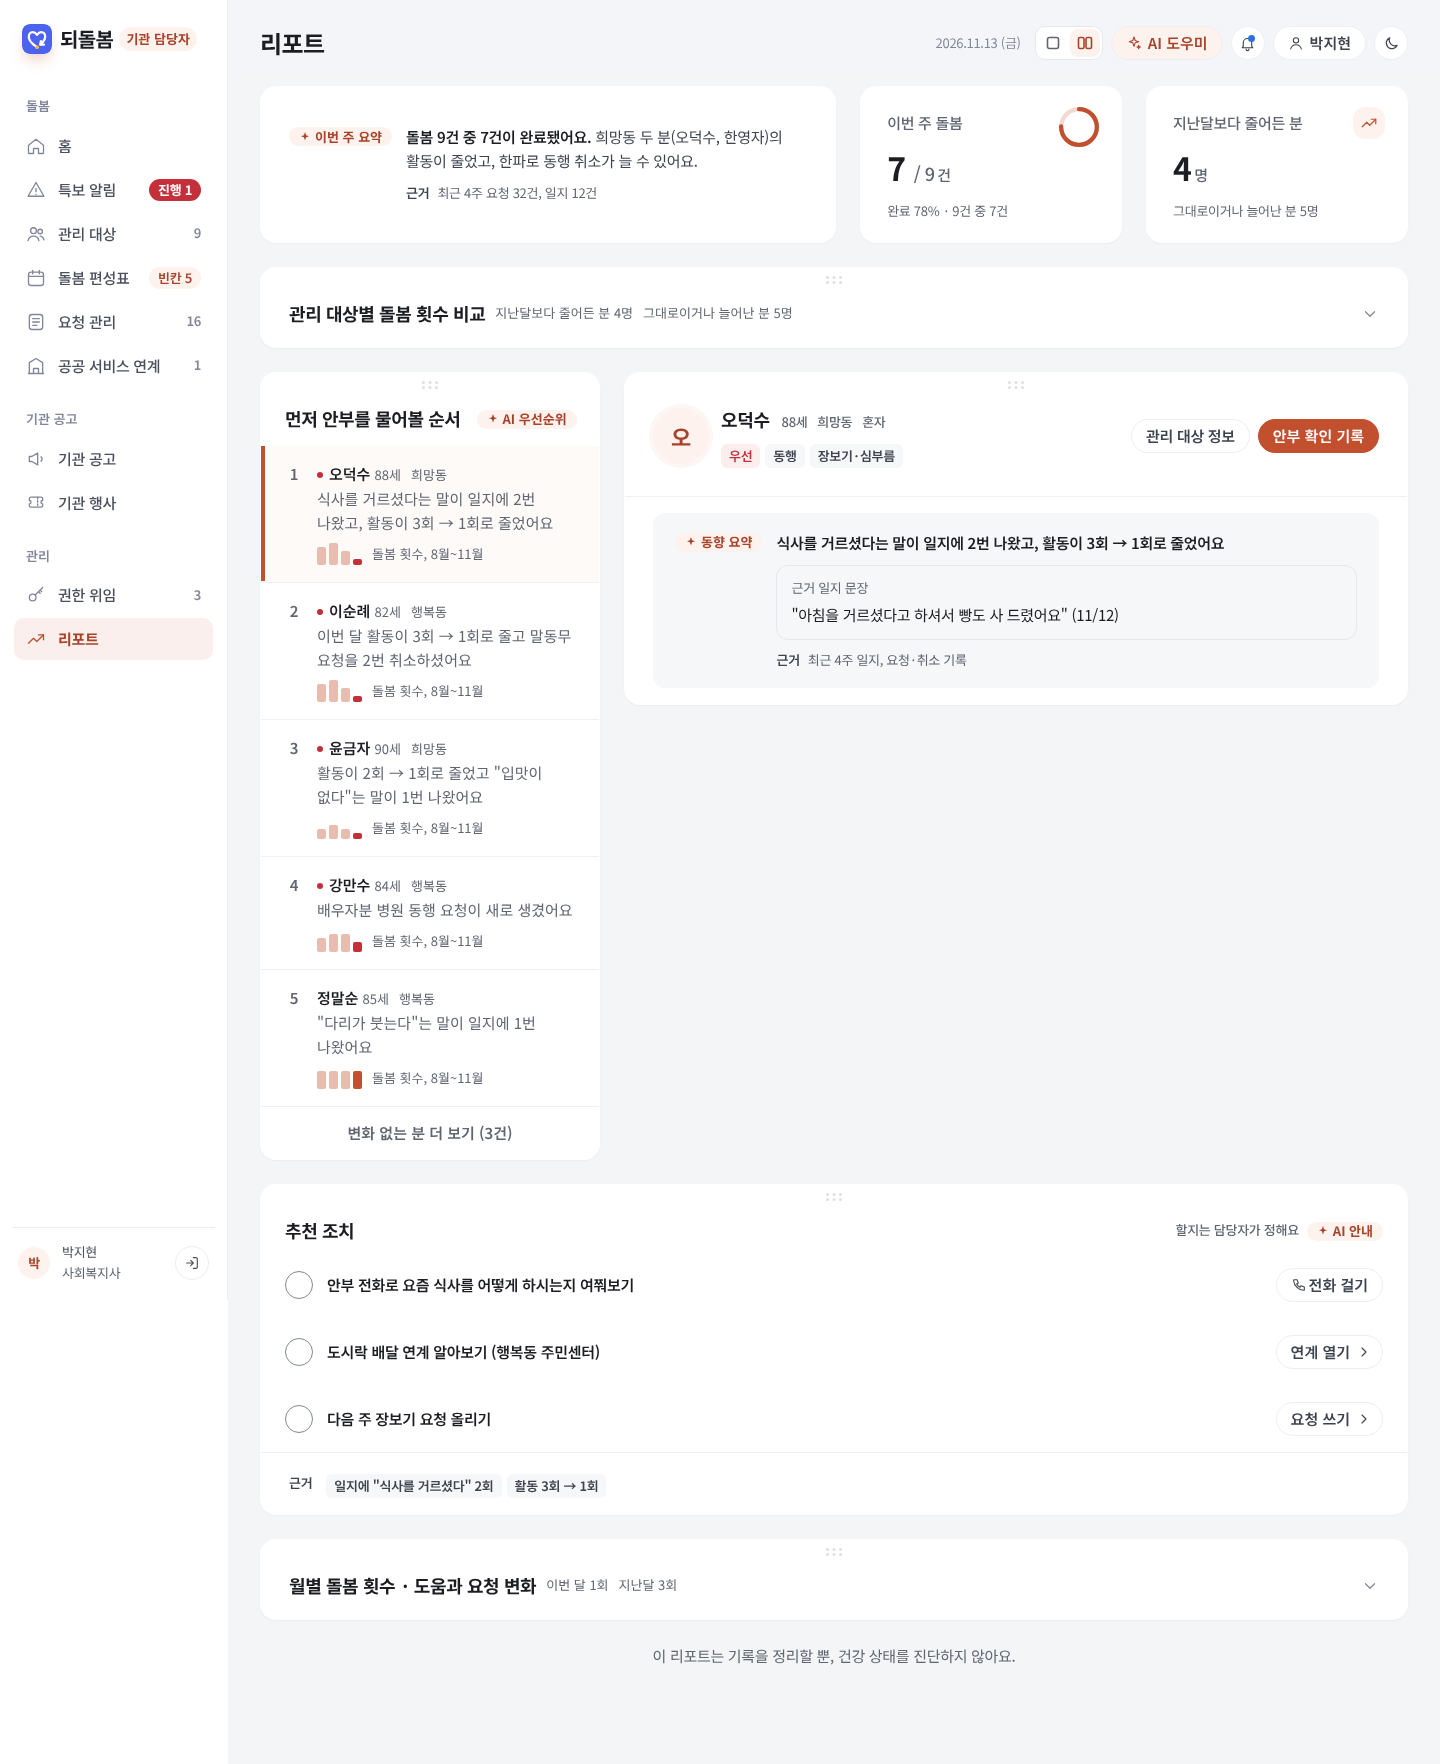 되돌봄 기관 담당자
돌봄
홈
특보 알림 진행 1
관리 대상 9
돌봄 편성표 빈칸 5
요청 관리 16
공공 서비스 연계 1
기관 공고
기관 공고
기관 행사
관리
권한 위임 3
리포트
박 박지현
사회복지사
리포트
2026.11.13 (금) AI 도우미 박지현
이번 주 요약 돌봄 9건 중 7건이 완료됐어요. 희망동 두 분(오덕수, 한영자)의
활동이 줄었고, 한파로 동행 취소가 늘 수 있어요.
근거 최근 4주 요청 32건, 일지 12건
이번 주 돌봄
7 / 9 건
완료 78% · 9건 중 7건
지난달보다 줄어든 분
4 명
그대로이거나 늘어난 분 5명
관리 대상별 돌봄 횟수 비교 지난달보다 줄어든 분 4명 그대로이거나 늘어난 분 5명
먼저 안부를 물어볼 순서 AI 우선순위
1 오덕수 88세 희망동
식사를 거르셨다는 말이 일지에 2번
나왔고, 활동이 3회 → 1회로 줄었어요
돌봄 횟수, 8월~11월
2 이순례 82세 행복동
이번 달 활동이 3회 → 1회로 줄고 말동무
요청을 2번 취소하셨어요
돌봄 횟수, 8월~11월
3 윤금자 90세 희망동
활동이 2회 → 1회로 줄었고 "입맛이
없다"는 말이 1번 나왔어요
돌봄 횟수, 8월~11월
4 강만수 84세 행복동
배우자분 병원 동행 요청이 새로 생겼어요
돌봄 횟수, 8월~11월
5 정말순 85세 행복동
"다리가 붓는다"는 말이 일지에 1번
나왔어요
돌봄 횟수, 8월~11월
변화 없는 분 더 보기 (3건)
오 오덕수 88세 희망동 혼자
우선 동행 장보기·심부름
관리 대상 정보 안부 확인 기록
동향 요약 식사를 거르셨다는 말이 일지에 2번 나왔고, 활동이 3회 → 1회로 줄었어요
근거 일지 문장
"아침을 거르셨다고 하셔서 빵도 사 드렸어요" (11/12)
근거 최근 4주 일지, 요청·취소 기록
추천 조치 할지는 담당자가 정해요 AI 안내
안부 전화로 요즘 식사를 어떻게 하시는지 여쭤보기 전화 걸기
도시락 배달 연계 알아보기 (행복동 주민센터) 연계 열기
다음 주 장보기 요청 올리기 요청 쓰기
근거 일지에 "식사를 거르셨다" 2회 활동 3회 → 1회
월별 돌봄 횟수 · 도움과 요청 변화 이번 달 1회 지난달 3회
이 리포트는 기록을 정리할 뿐, 건강 상태를 진단하지 않아요.